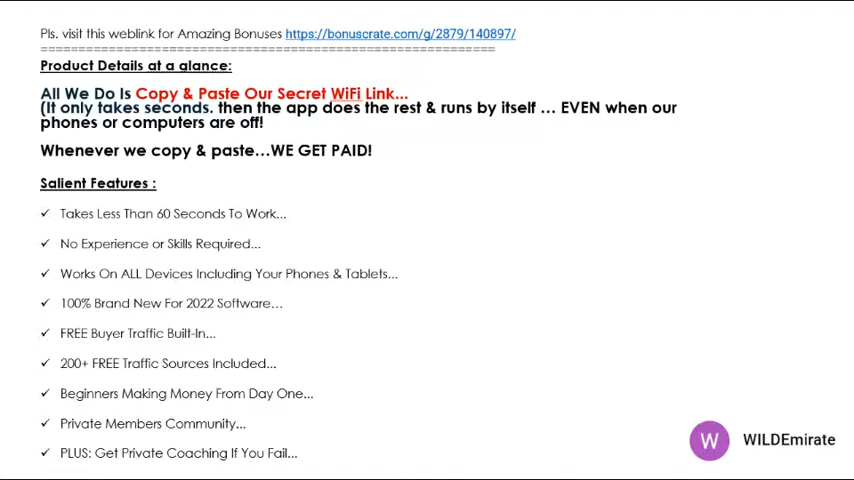 Pls. visit this weblink for Amazing Bonuses https://bonuscrate.com/g/2879/140897/
==========================================================
Product Details at a glance:
All We Do Is Copy & Paste Our Secret WiFi Link...
(It only takes seconds. then the app does the rest & runs by itself … EVEN when our
phones or computers are off!
Whenever we copy & paste…WE GET PAID!
Salient Features :
✓ Takes Less Than 60 Seconds To Work...
✓ No Experience or Skills Required...
✓ Works On ALL Devices Including Your Phones & Tablets...
✓ 100% Brand New For 2022 Software…
✓ FREE Buyer Traffic Built-In...
✓ 200+ FREE Traffic Sources Included...
✓ Beginners Making Money From Day One...
✓ Private Members Community...
✓ PLUS: Get Private Coaching If You Fail...
W WILDEmirate